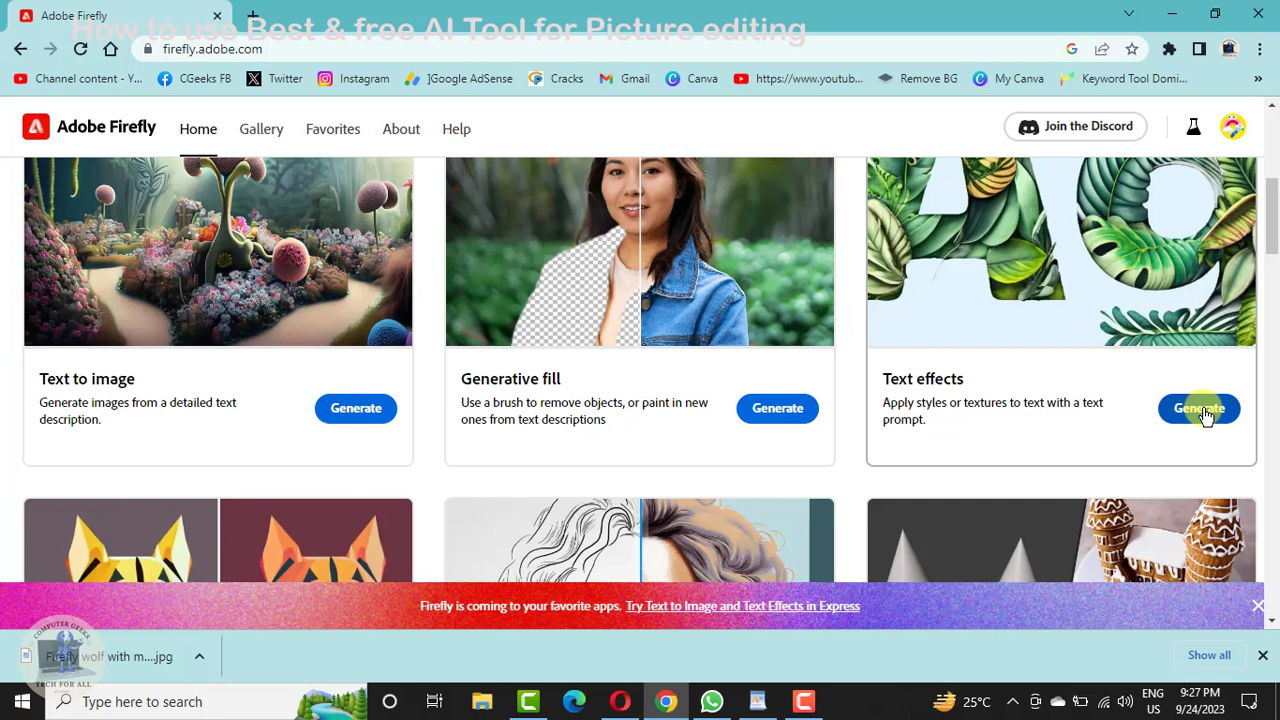 Adobe Firefly
How to use Best & free AI Tool for Picture editing
firefly.adobe.com
Channel content - Y...
CGeeks FB
Twitter
Instagram
]Google AdSense
Cracks
Gmail
Canva
https://www.youtub...
Remove BG
My Canva
Keyword Tool Domi...
Adobe Firefly
Home
Gallery
Favorites
About
Help
Join the Discord
Text to image
Generate images from a detailed text
description.
Generate
Generative fill
Use a brush to remove objects, or paint in new
ones from text descriptions
Generate
Text effects
Apply styles or textures to text with a text
prompt.
Generate
Firefly is coming to your favorite apps. Try Text to Image and Text Effects in Express
COMPUTER GEEKS
TECH FOR ALL
Firefly wolf with m....jpg
Show all
Type here to search
25°C
ENG
US
9:27 PM
9/24/2023